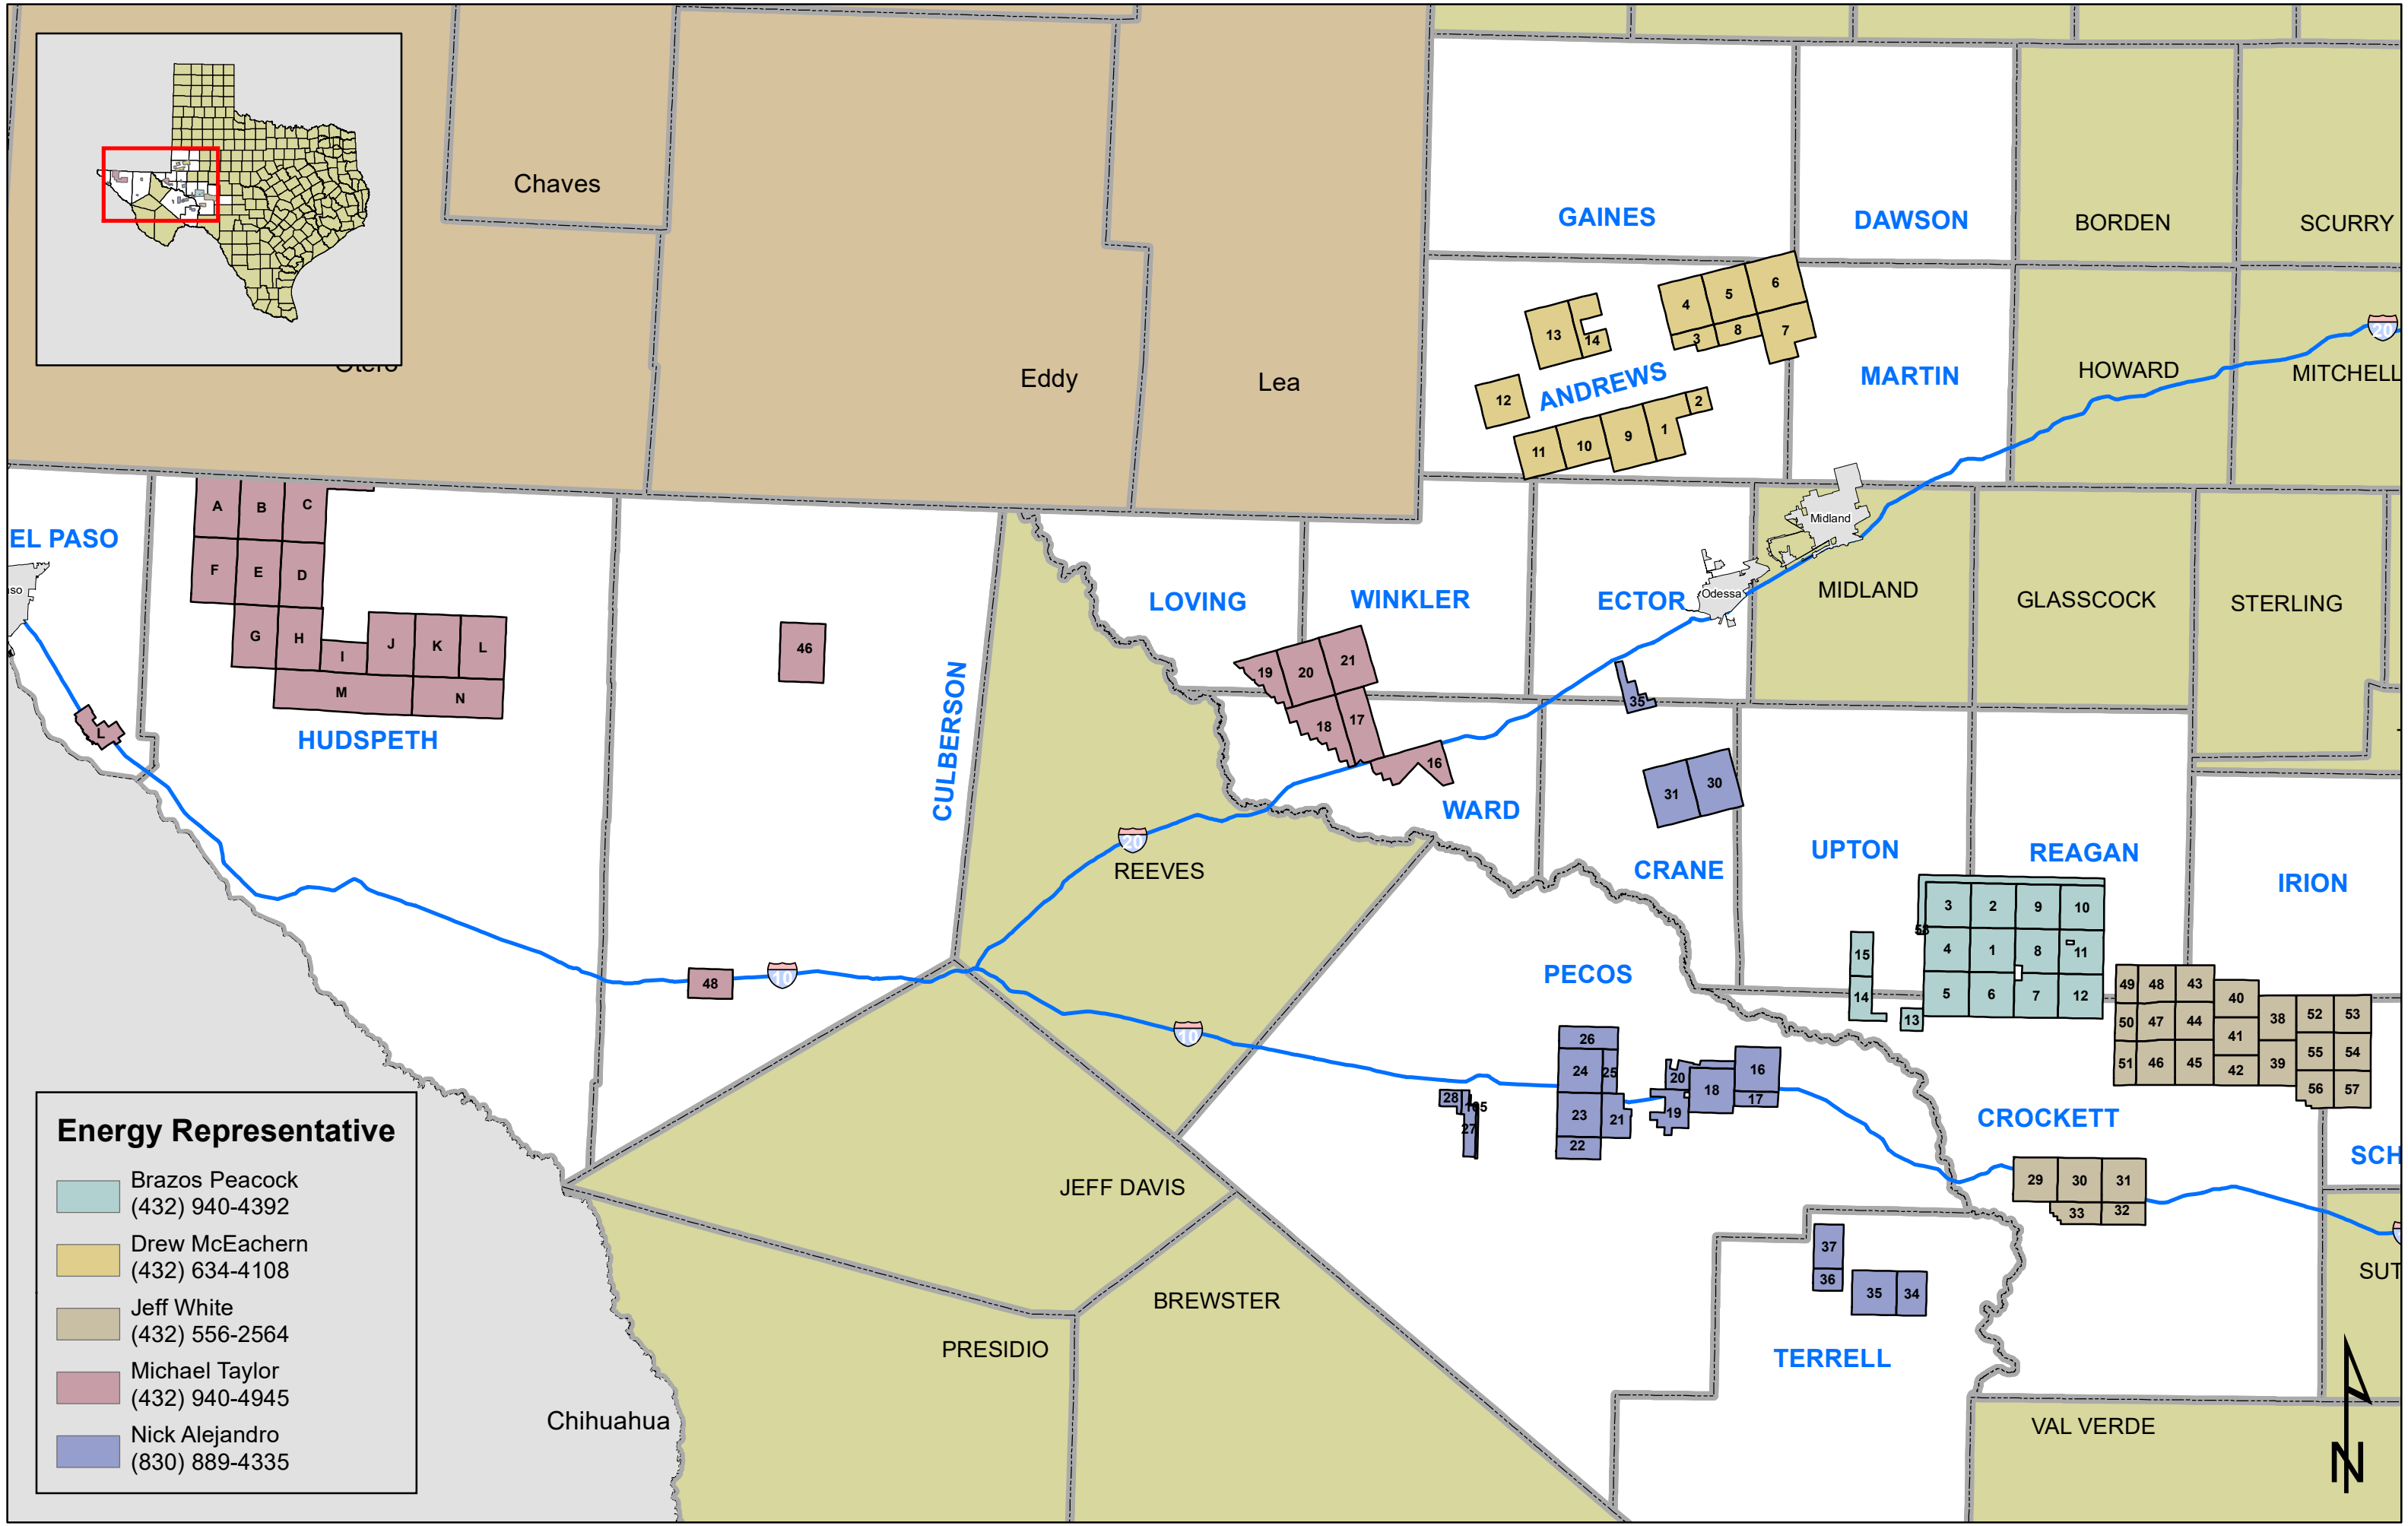 Chaves
Otero
Eddy
Lea
GAINES
DAWSON
BORDEN
SCURRY
ANDREWS
MARTIN
HOWARD
MITCHELL
20
4
5
6
3
8
7
13
14
12
11
10
9
1
2
EL PASO
aso
L
A
B
C
F
E
D
G
H
I
J
K
L
M
N
HUDSPETH
46
48
10
CULBERSON
LOVING
WINKLER
ECTOR
Odessa
Midland
MIDLAND
GLASSCOCK
STERLING
19
20
21
18
17
16
35
WARD
20
REEVES
31
30
CRANE
UPTON
REAGAN
IRION
PECOS
10
3
2
9
10
58
4
1
8
11
5
6
7
12
15
14
13
49
48
43
40
50
47
44
41
38
52
53
51
46
45
42
39
55
54
56
57
26
24
25
23
21
22
28
27
20
19
18
16
17
CROCKETT
SCH
29
30
31
33
32
SUT
37
36
35
34
TERRELL
JEFF DAVIS
BREWSTER
PRESIDIO
Chihuahua
VAL VERDE
N
Energy Representative
Brazos Peacock
(432) 940-4392
Drew McEachern
(432) 634-4108
Jeff White
(432) 556-2564
Michael Taylor
(432) 940-4945
Nick Alejandro
(830) 889-4335